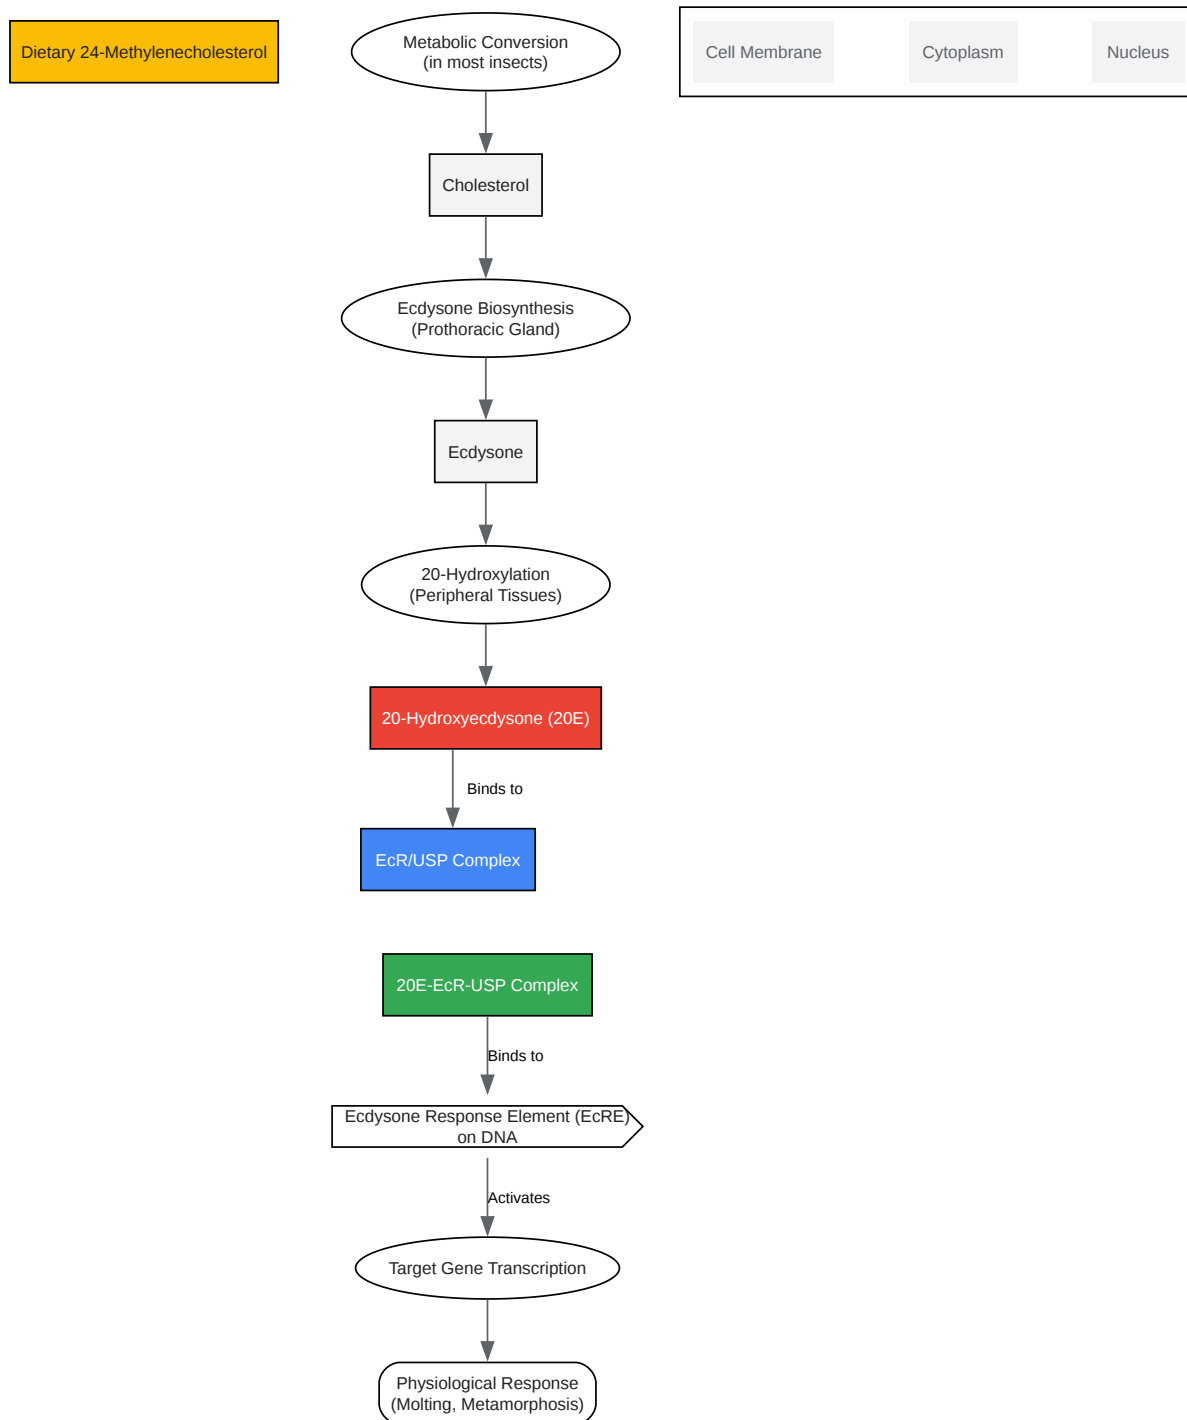 Dietary 24-Methylenecholesterol
Metabolic Conversion
(in most insects)
Cell Membrane
Cytoplasm
Nucleus
Cholesterol
Ecdysone Biosynthesis
(Prothoracic Gland)
Ecdysone
20-Hydroxylation
(Peripheral Tissues)
20-Hydroxyecdysone (20E)
Binds to
EcR/USP Complex
20E-EcR-USP Complex
Binds to
Ecdysone Response Element (EcRE)
on DNA
Activates
Target Gene Transcription
Physiological Response
(Molting, Metamorphosis)